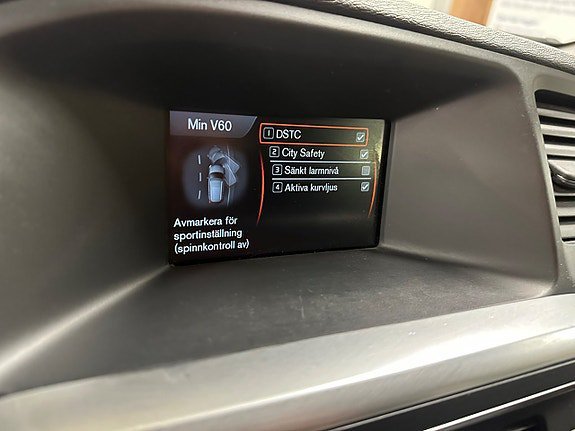 Min V60
1 DSTC
2 City Safety
3 Sänkt larmnivå
4 Aktiva kurvljus
Avmarkera för
sportinställning
(spinnkontroll av)